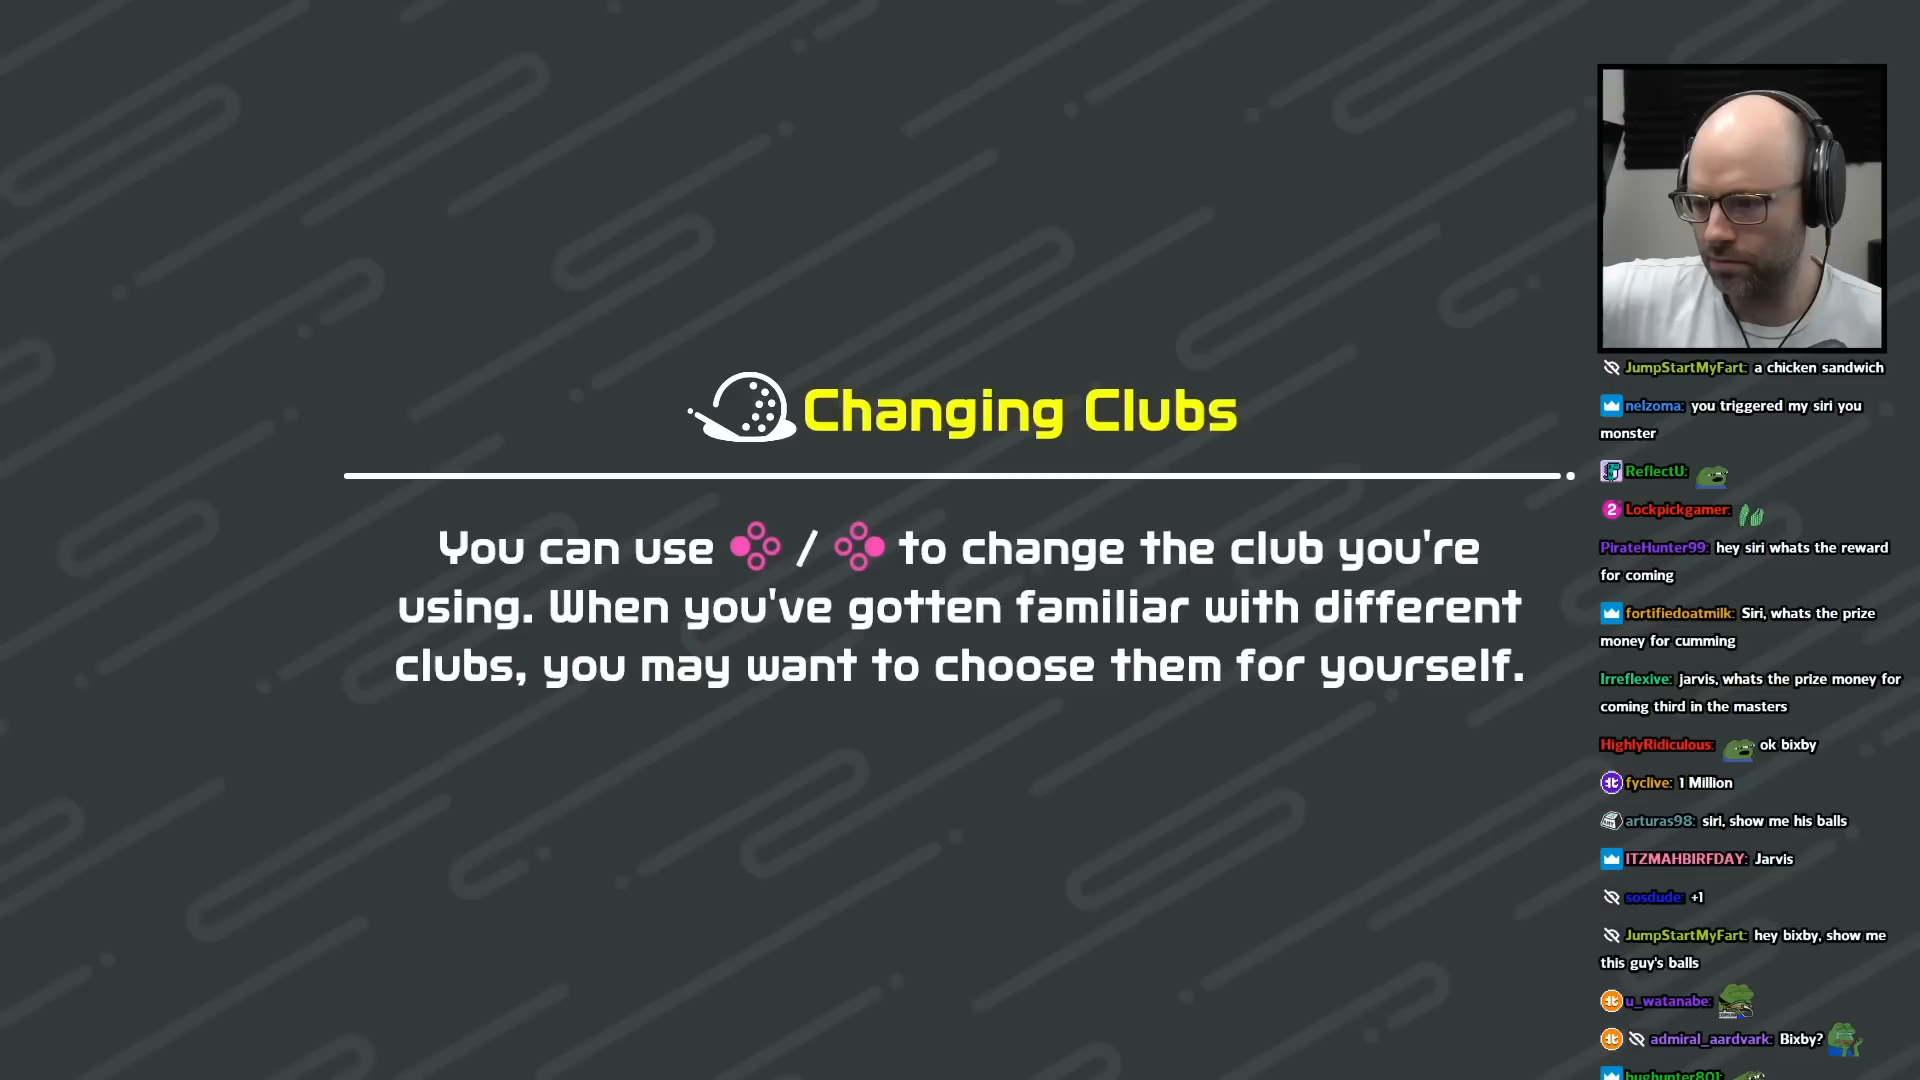 Changing Clubs
You can use / to change the club you're
using. When you've gotten familiar with different
clubs, you may want to choose them for yourself.
JumpStartMyFart: a chicken sandwich
nelzoma: you triggered my siri you
monster
ReflectU:
2 Lockpickgamer:
PirateHunter99: hey siri whats the reward
for coming
fortifiedoatmilk: Siri, whats the prize
money for cumming
Irreflexive: jarvis, whats the prize money for
coming third in the masters
HighlyRidiculous: ok bixby
fyclive: 1 Million
arturas98: siri, show me his balls
ITZMAHBIRFDAY: Jarvis
sosdude: +1
JumpStartMyFart: hey bixby, show me
this guy's balls
u_watanabe:
admiral_aardvark: Bixby?
bughunter801: